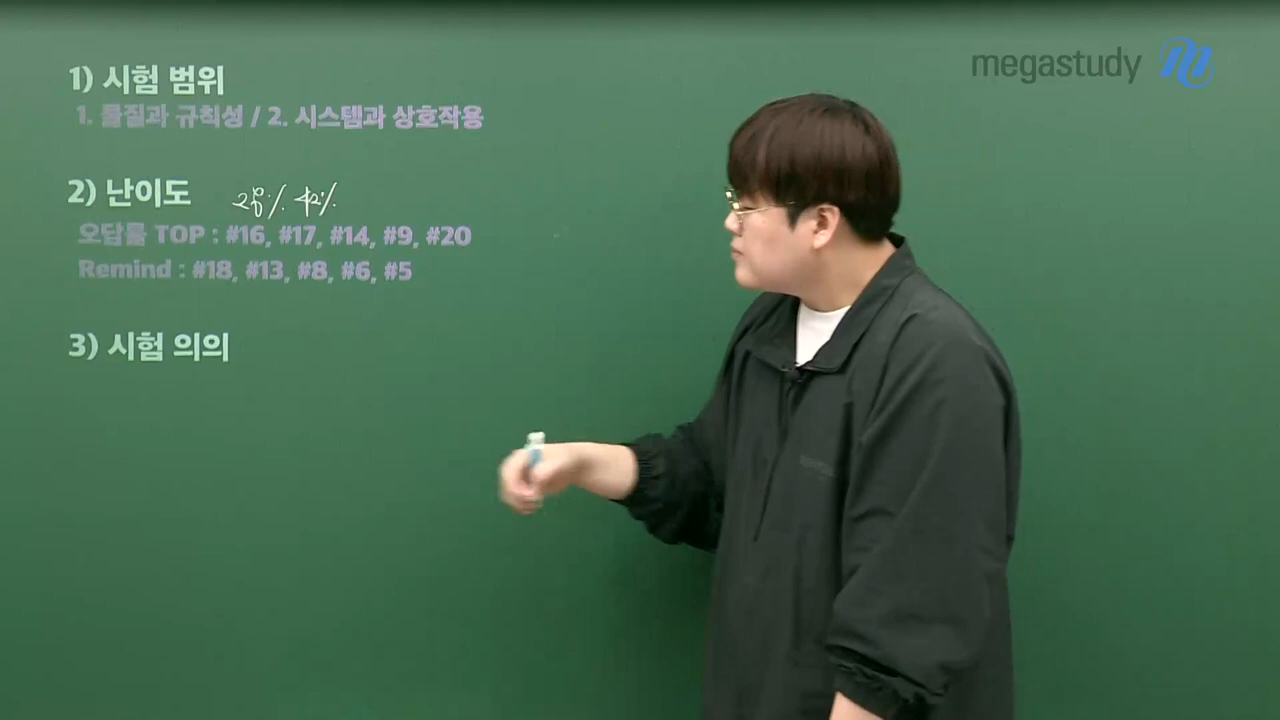 megastudy
1) 시험 범위
1. 물질과 규칙성 / 2. 시스템과 상호작용
2) 난이도 42%
오답률 TOP : #16, #17, #14, #9, #20
Remind : #18, #13, #8, #6, #5
3) 시험 의의